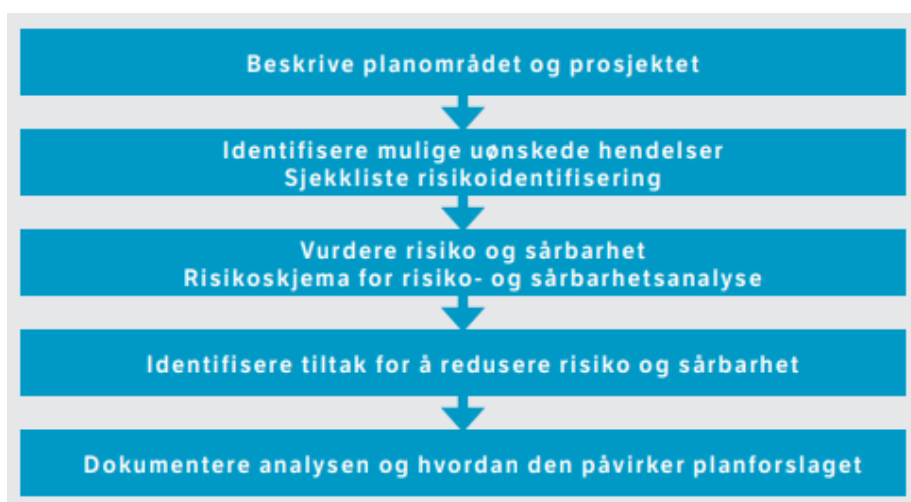 Beskrive planområdet og prosjektet
Identifisere mulige uønskede hendelser
Sjekkliste risikoidentifisering
Vurdere risiko og sårbarhet
Risikoskjema for risiko- og sårbarhetsanalyse
Identifisere tiltak for å redusere risiko og sårbarhet
Dokumentere analysen og hvordan den påvirker planforslaget